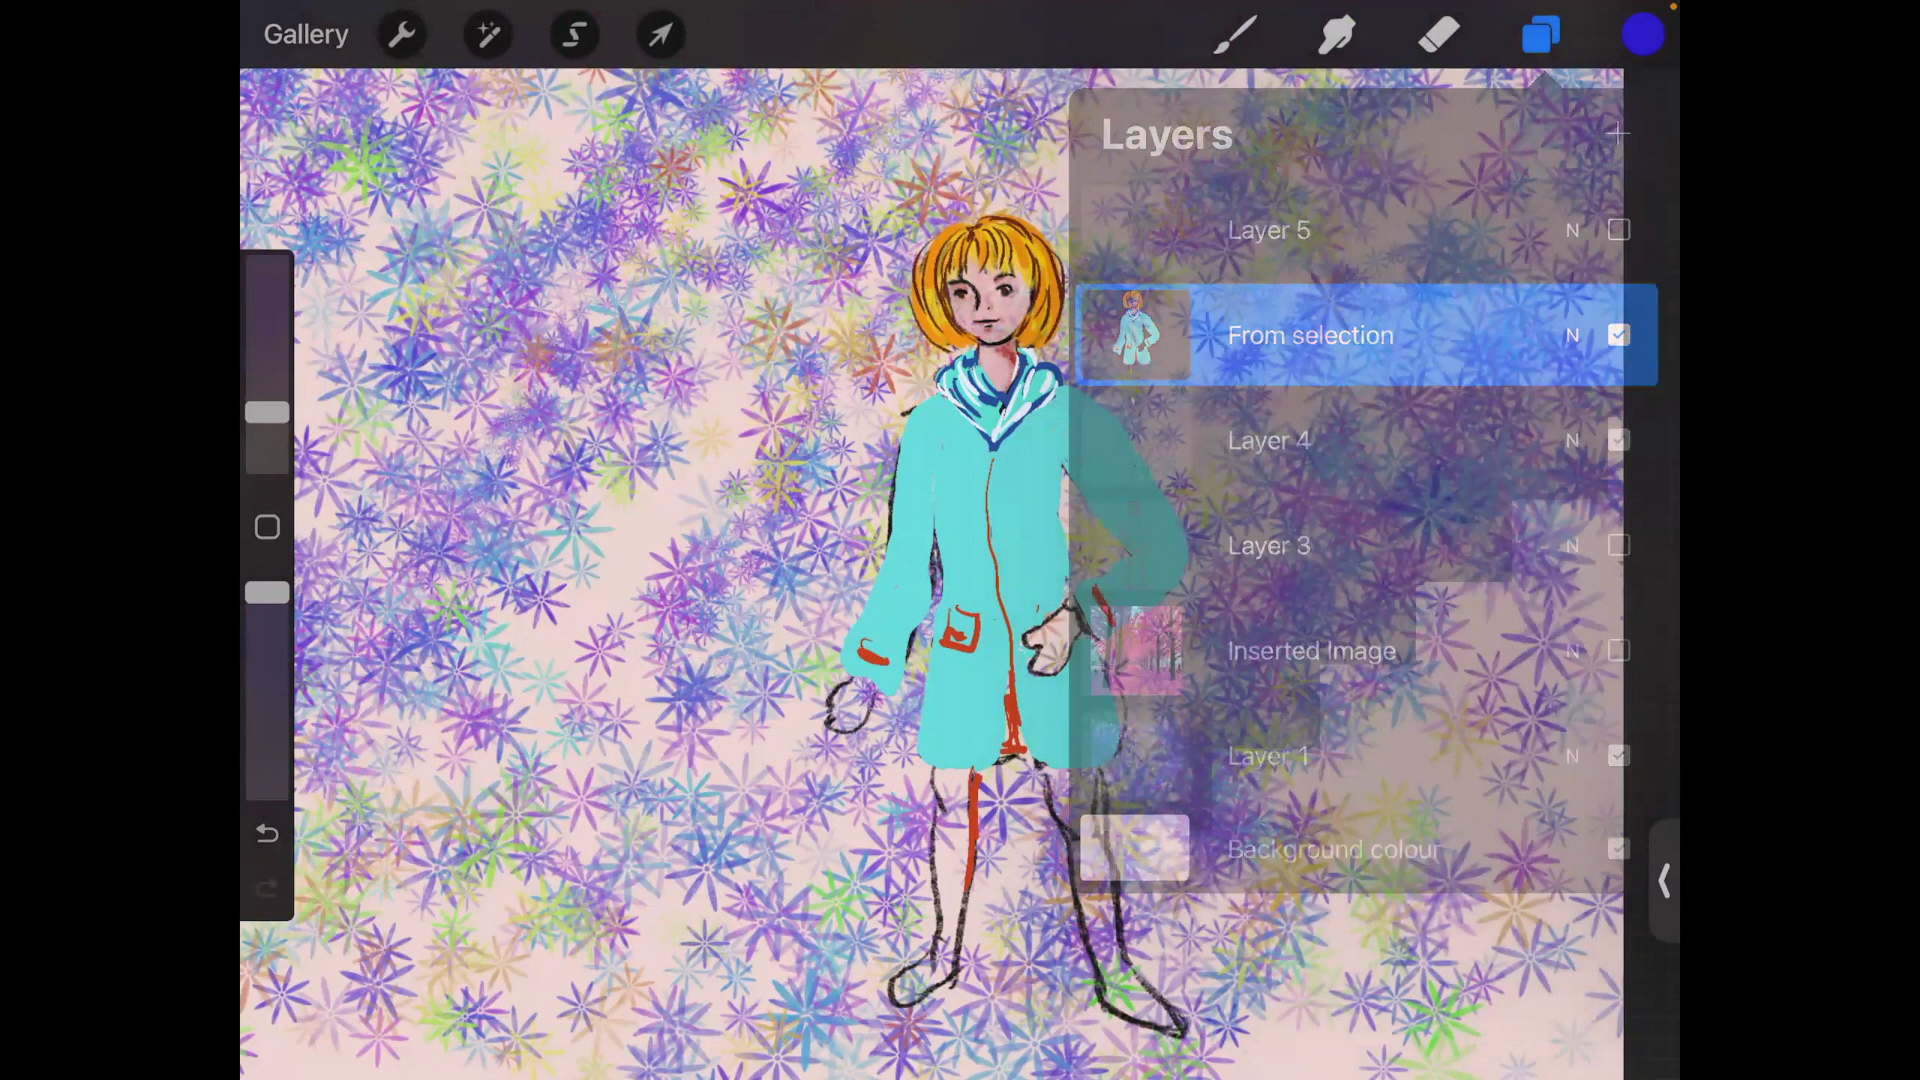 Gallery
Layers
Layer 5 N
From selection N
Layer 4 N
Layer 3 N
Inserted Image N
Layer 1 N
Background colour